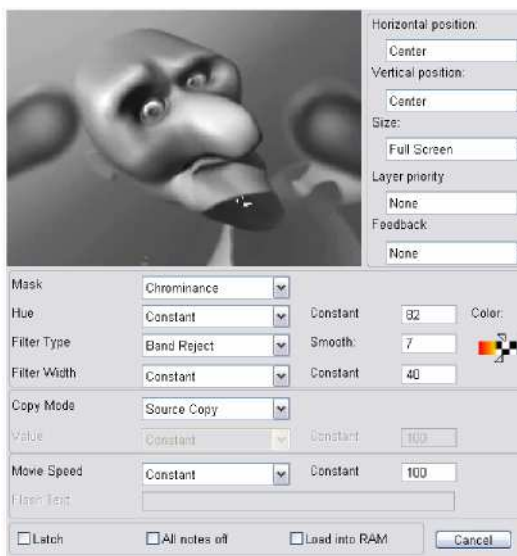 Horizontal position:
Center
Vertical position:
Center
Size:
Full Screen
Layer priority
None
Feedback
None
Mask Chrominance
Hue Constant Constant 82 Color:
Filter Type Band Reject Smooth: 7
Filter Width Constant Constant 40
Copy Mode Source Copy
Value Constant Constant 100
Movie Speed Constant Constant 100
Flash Text
Latch All notes off Load into RAM Cancel